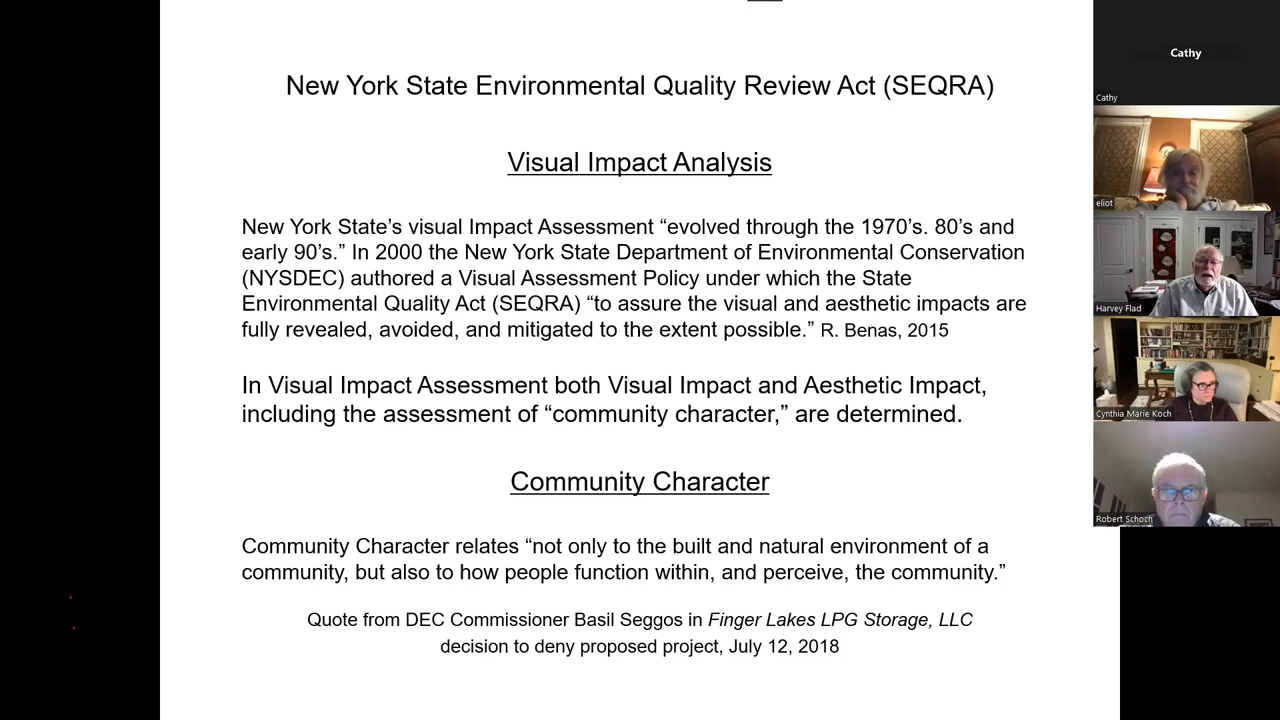 New York State Environmental Quality Review Act (SEQRA)
Visual Impact Analysis
New York State’s visual Impact Assessment “evolved through the 1970’s. 80’s and
early 90’s.” In 2000 the New York State Department of Environmental Conservation
(NYSDEC) authored a Visual Assessment Policy under which the State
Environmental Quality Act (SEQRA) “to assure the visual and aesthetic impacts are
fully revealed, avoided, and mitigated to the extent possible.” R. Benas, 2015
In Visual Impact Assessment both Visual Impact and Aesthetic Impact,
including the assessment of “community character,” are determined.
Community Character
Community Character relates “not only to the built and natural environment of a
community, but also to how people function within, and perceive, the community.”
Quote from DEC Commissioner Basil Seggos in Finger Lakes LPG Storage, LLC
decision to deny proposed project, July 12, 2018
Cathy
Cathy
eliot
Harvey Flad
Cynthia Marie Koch
Robert Schoch